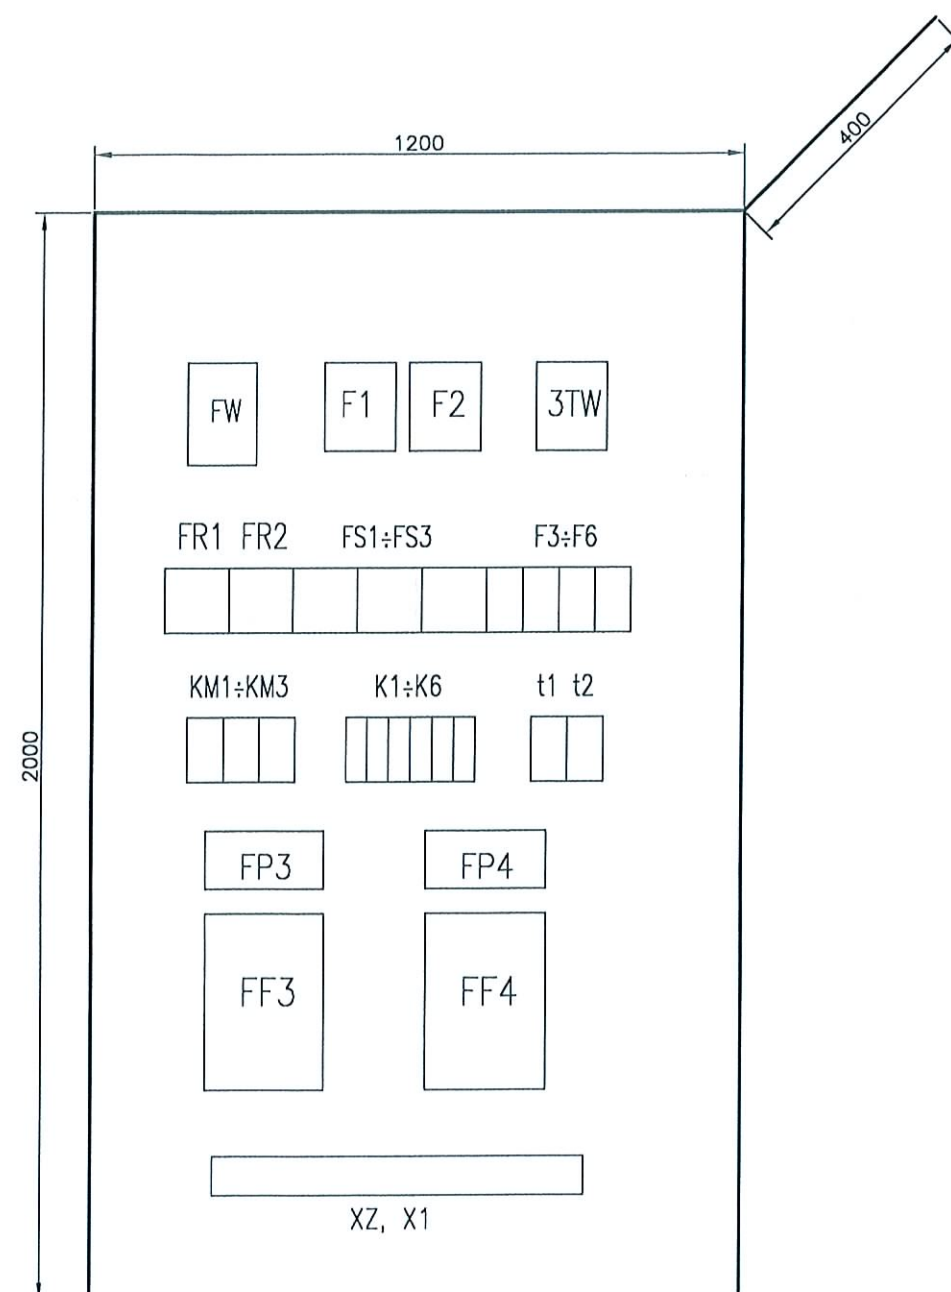 400
1200
FW F1 F2 3TW
FR1 FR2 FS1÷FS3 F3÷F6
KM1÷KM3 K1÷K6 t1 t2
2000
FP3 FP4
FF3 FF4
XZ, X1